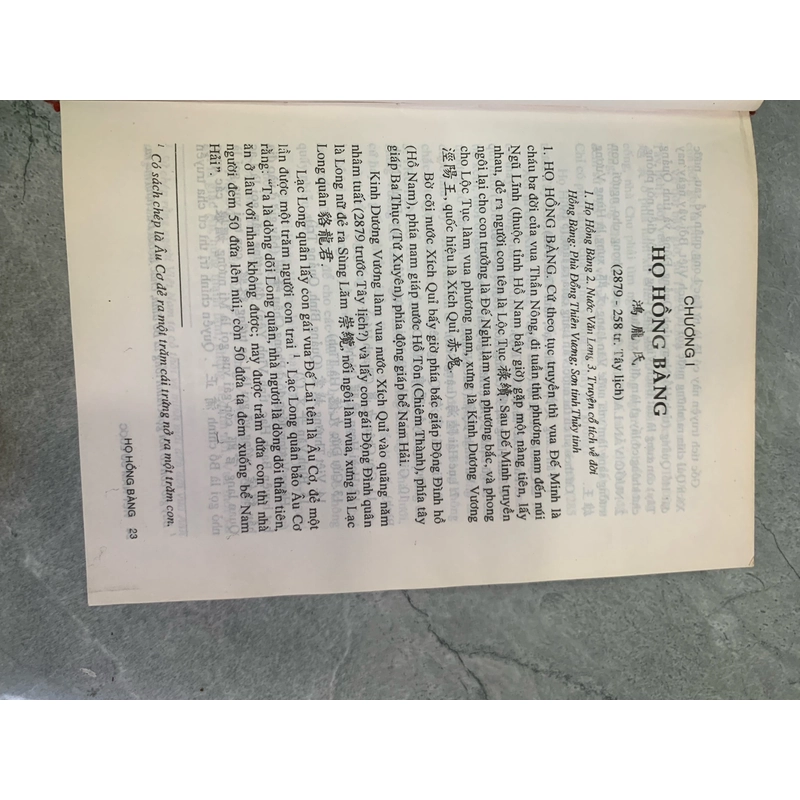 CHƯƠNG I
HỌ HỒNG BÀNG
鴻 龐 氏
(2879 - 258 tr. Tây lịch)
1. Họ Hồng Bàng 2. Nước Văn Lang 3. Truyện cổ tích về đời
Hồng Bàng: Phù Đổng Thiên Vương; Sơn tinh Thủy tinh
1. HỌ HỒNG BÀNG. Cứ theo tục truyền thì vua Đế Minh là
cháu ba đời của vua Thần Nông, đi tuần thú phương nam đến núi
Ngũ Lĩnh (thuộc tỉnh Hồ Nam bây giờ) gặp một nàng tiên, lấy
nhau, đẻ ra người con tên là Lộc Tục 祿續. Sau Đế Minh truyền
ngôi lại cho con trưởng là Đế Nghi làm vua phương bắc, và phong
cho Lộc Tục làm vua phương nam, xưng là Kinh Dương Vương
涇陽王, quốc hiệu là Xích Quỉ 赤鬼.
Bờ cõi nước Xích Quỉ bấy giờ phía bắc giáp Động Đình hồ
(Hồ Nam), phía nam giáp nước Hồ Tôn (Chiêm Thành), phía tây
giáp Ba Thục (Tứ Xuyên), phía đông giáp bể Nam Hải.
Kinh Dương Vương làm vua nước Xích Quỉ vào quãng năm
nhâm tuất (2879 trước Tây lịch?) và lấy con gái Động Đình quân
là Long nữ đẻ ra Sùng Lãm 崇纜, nối ngôi làm vua, xưng là Lạc
Long quân 貉龍君.
Lạc Long quân lấy con gái vua Đế Lai tên là Âu Cơ, đẻ một
lần được một trăm người con trai ¹. Lạc Long quân bảo Âu Cơ
rằng: “Ta là dòng dõi Long quân, nhà ngươi là dòng dõi thần tiên,
ăn ở lâu với nhau không được; nay được trăm đứa con thì nhà
ngươi đem 50 đứa lên núi, còn 50 đứa ta đem xuống bể Nam
Hải”.
¹ Có sách chép là Âu Cơ đẻ ra một trăm cái trứng nở ra một trăm con.
HỌ HỒNG BÀNG 23